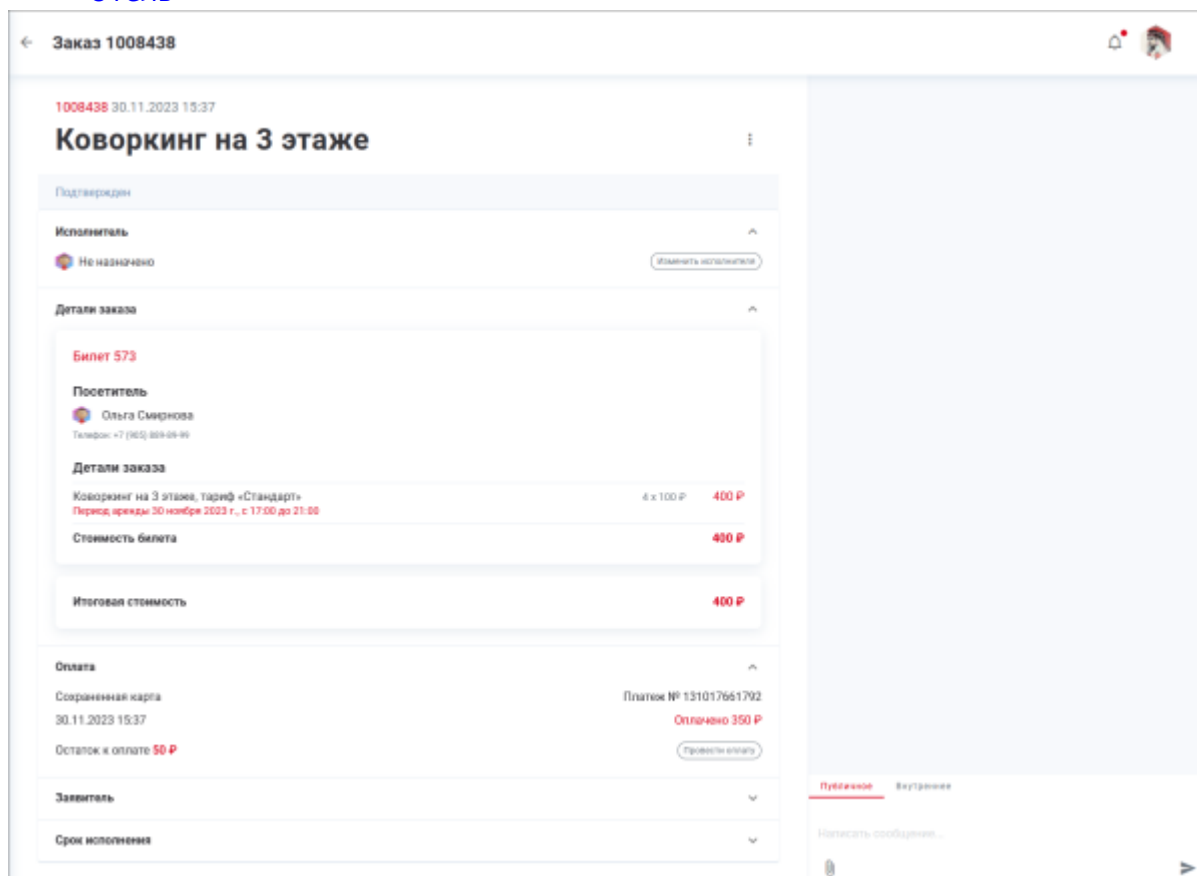 Заказ 1008438
1008438 30.11.2023 15:37
Коворкинг на 3 этаже
Подтвержден
Исполнитель
Не назначено
Изменить исполнителя
Детали заказа
Билет 573
Посетитель
Ольга Смирнова
Телефон: +7 (965)
Детали заказа
Коворкинг на 3 этаже, тариф «Стандарт» 4 x 100 ₽ 400 ₽
Период аренды 30 ноября 2023 г., с 17:00 до 21:00
Стоимость билета 400 ₽
Итоговая стоимость 400 ₽
Оплата
Сохраненная карта Платеж № 131017661792
30.11.2023 15:37 Оплачено 350 ₽
Остаток к оплате 50 ₽ Провести оплату
Заявитель
Срок исполнения
Публичное Внутреннее
Написать сообщение...